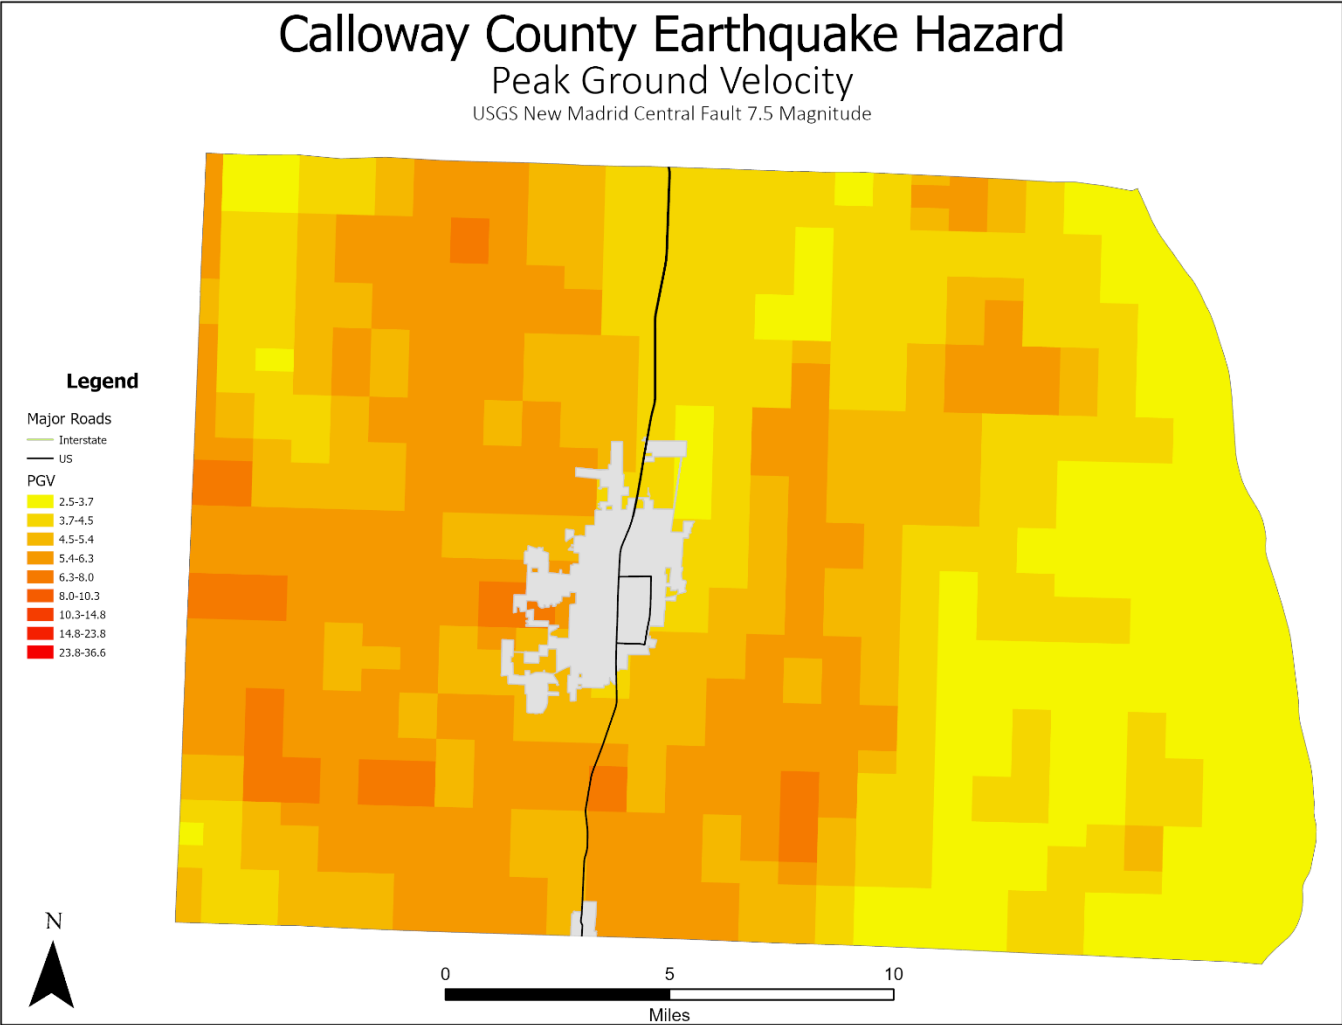 Calloway County Earthquake Hazard
Peak Ground Velocity
USGS New Madrid Central Fault 7.5 Magnitude
Legend
Major Roads
Interstate
US
PGV
2.5-3.7
3.7-4.5
4.5-5.4
5.4-6.3
6.3-8.0
8.0-10.3
10.3-14.8
14.8-23.8
23.8-36.6
N
0 5 10
Miles